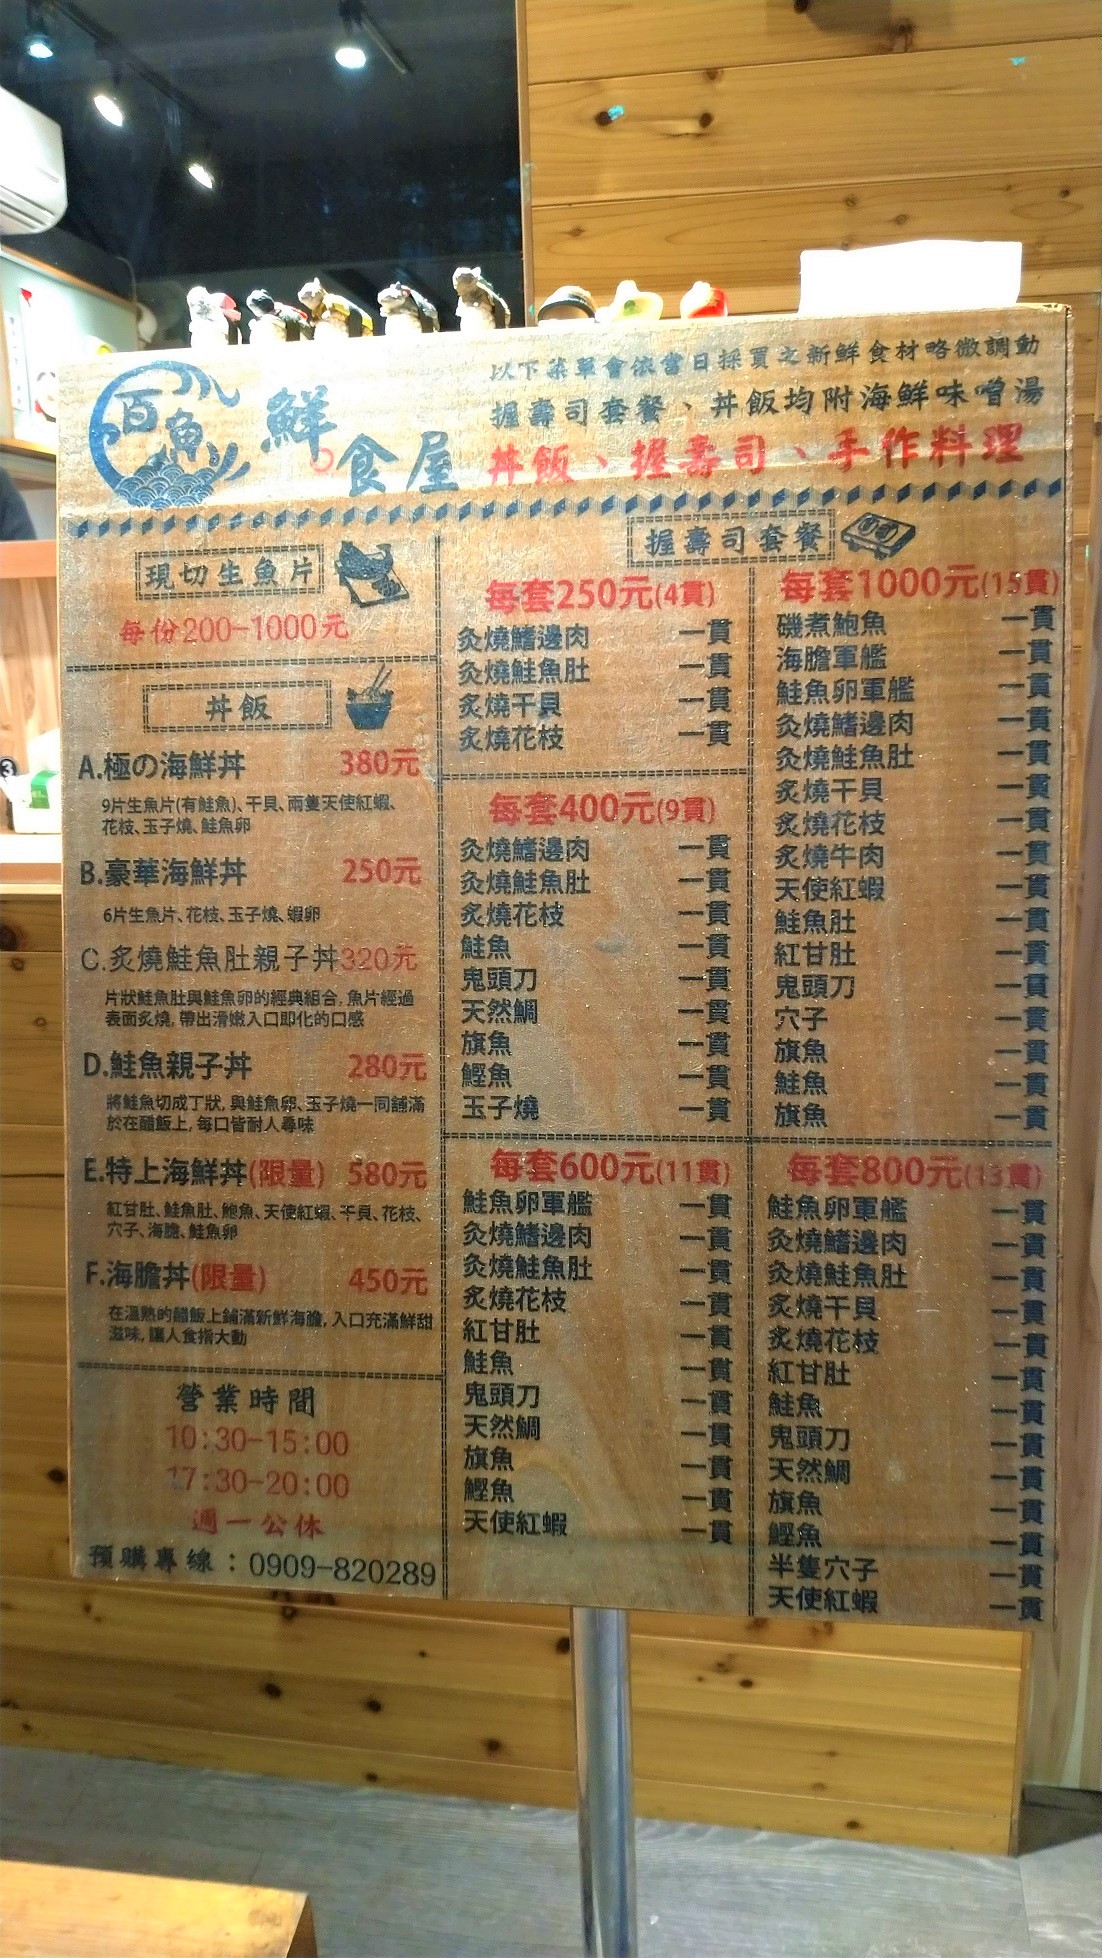 百魚
鮮食屋
以下菜單會依當日採買之新鮮食材略微調動
握壽司套餐、丼飯均附海鮮味噌湯
丼飯、握壽司、手作料理
現切生魚片
每份200-1000元
丼飯
A.極の海鮮丼 380元
9片生魚片(有鮭魚)、干貝、兩隻天使紅蝦、
花枝、玉子燒、鮭魚卵
B.豪華海鮮丼 250元
6片生魚片、花枝、玉子燒、蝦卵
C.炙燒鮭魚肚親子丼320元
片狀鮭魚肚與鮭魚卵的經典組合, 魚片經過
表面炙燒, 帶出滑嫩入口即化的口感
D.鮭魚親子丼 280元
將鮭魚切成丁狀, 與鮭魚卵、玉子燒一同舖滿
於在醋飯上, 每口皆耐人尋味
E.特上海鮮丼(限量) 580元
紅甘肚、鮭魚肚、鮑魚、天使紅蝦、干貝、花枝、
穴子、海膽、鮭魚卵
F.海膽丼(限量) 450元
在溫熱的醋飯上鋪滿新鮮海膽, 入口充滿鮮甜
滋味, 讓人食指大動
營業時間
10:30-15:00
17:30-20:00
週一公休
預購專線：0909-820289
握壽司套餐
每套250元(4貫)
灸燒鰭邊肉 一貫
灸燒鮭魚肚 一貫
炙燒干貝 一貫
炙燒花枝 一貫
每套400元(9貫)
灸燒鰭邊肉 一貫
灸燒鮭魚肚 一貫
炙燒花枝 一貫
鮭魚 一貫
鬼頭刀 一貫
天然鯛 一貫
旗魚 一貫
鰹魚 一貫
玉子燒 一貫
每套600元(11貫)
鮭魚卵軍艦 一貫
灸燒鰭邊肉 一貫
灸燒鮭魚肚 一貫
炙燒花枝 一貫
紅甘肚 一貫
鮭魚 一貫
鬼頭刀 一貫
天然鯛 一貫
旗魚 一貫
鰹魚 一貫
天使紅蝦 一貫
每套1000元(15貫)
磯煮鮑魚 一貫
海膽軍艦 一貫
鮭魚卵軍艦 一貫
灸燒鰭邊肉 一貫
灸燒鮭魚肚 一貫
炙燒干貝 一貫
炙燒花枝 一貫
炙燒牛肉 一貫
天使紅蝦 一貫
鮭魚肚 一貫
紅甘肚 一貫
鬼頭刀 一貫
穴子 一貫
旗魚 一貫
鮭魚 一貫
旗魚 一貫
每套800元(13貫)
鮭魚卵軍艦 一貫
灸燒鰭邊肉 一貫
灸燒鮭魚肚 一貫
炙燒干貝 一貫
炙燒花枝 一貫
紅甘肚 一貫
鮭魚 一貫
鬼頭刀 一貫
天然鯛 一貫
旗魚 一貫
鰹魚 一貫
半隻穴子 一貫
天使紅蝦 一貫